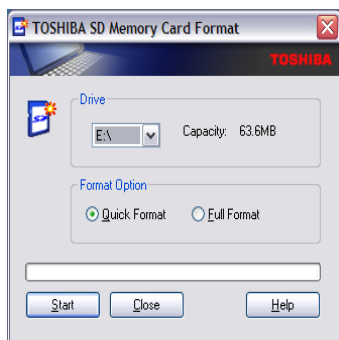 TOSHIBA SD Memory Card Format
TOSHIBA
Drive
SD
E:\
Capacity: 63.6MB
Format Option
Quick Format
Full Format
Start
Close
Help